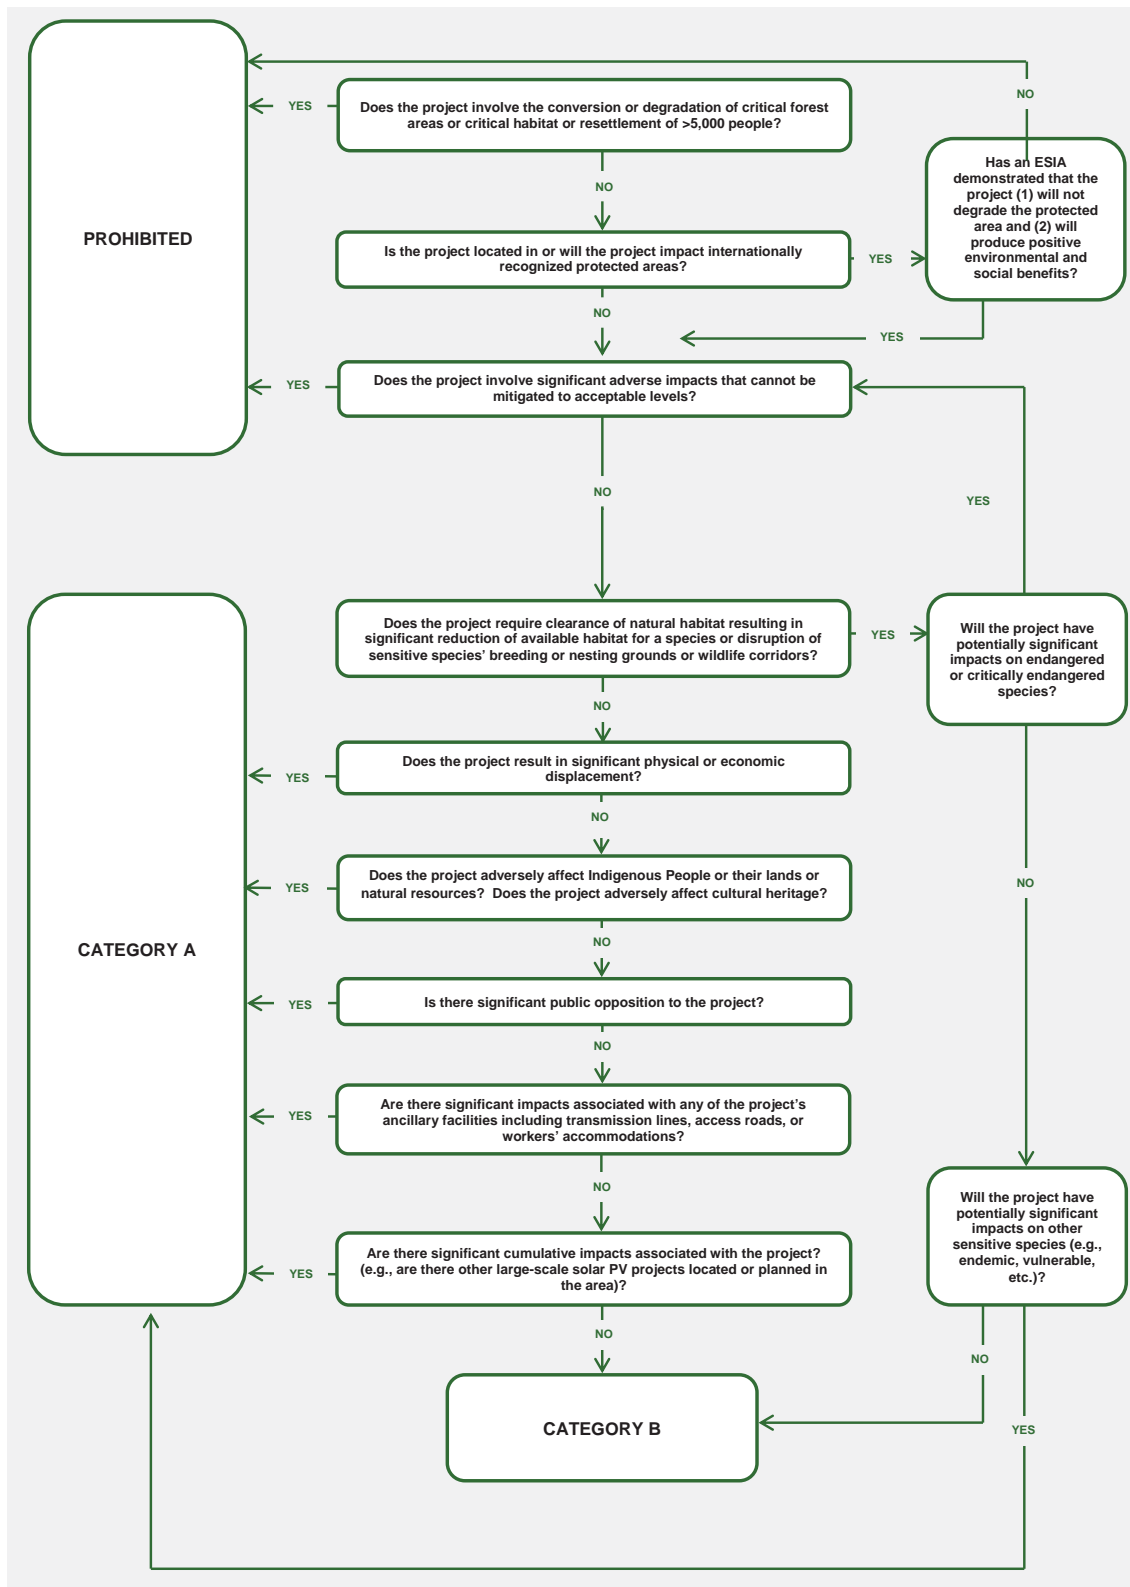 PROHIBITED
YES
Does the project involve the conversion or degradation of critical forest
areas or critical habitat or resettlement of >5,000 people?
NO
NO
Has an ESIA
demonstrated that the
project (1) will not
degrade the protected
area and (2) will
produce positive
environmental and
social benefits?
Is the project located in or will the project impact internationally
recognized protected areas?
YES
NO
YES
YES
Does the project involve significant adverse impacts that cannot be
mitigated to acceptable levels?
NO
YES
CATEGORY A
Does the project require clearance of natural habitat resulting in
significant reduction of available habitat for a species or disruption of
sensitive species’ breeding or nesting grounds or wildlife corridors?
YES
Will the project have
potentially significant
impacts on endangered
or critically endangered
species?
NO
YES
Does the project result in significant physical or economic
displacement?
NO
YES
Does the project adversely affect Indigenous People or their lands or
natural resources?  Does the project adversely affect cultural heritage?
NO
NO
YES
Is there significant public opposition to the project?
NO
YES
Are there significant impacts associated with any of the project’s
ancillary facilities including transmission lines, access roads, or
workers’ accommodations?
NO
Will the project have
potentially significant
impacts on other
sensitive species (e.g.,
endemic, vulnerable,
etc.)?
YES
Are there significant cumulative impacts associated with the project?
(e.g., are there other large-scale solar PV projects located or planned in
the area)?
NO
NO
CATEGORY B
YES